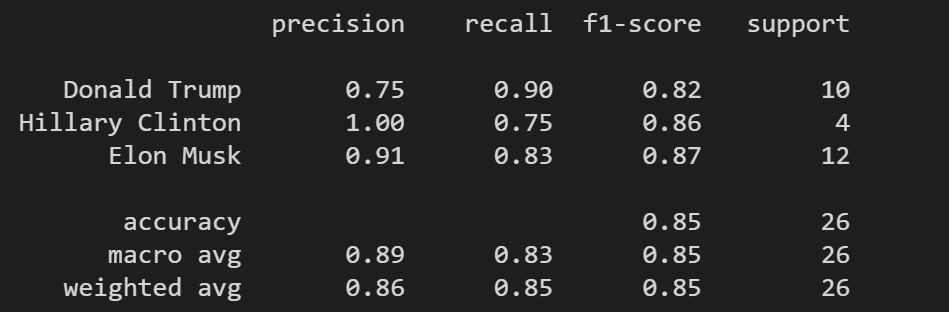 precision recall f1-score support
Donald Trump 0.75 0.90 0.82 10
Hillary Clinton 1.00 0.75 0.86 4
Elon Musk 0.91 0.83 0.87 12
accuracy 0.85 26
macro avg 0.89 0.83 0.85 26
weighted avg 0.86 0.85 0.85 26